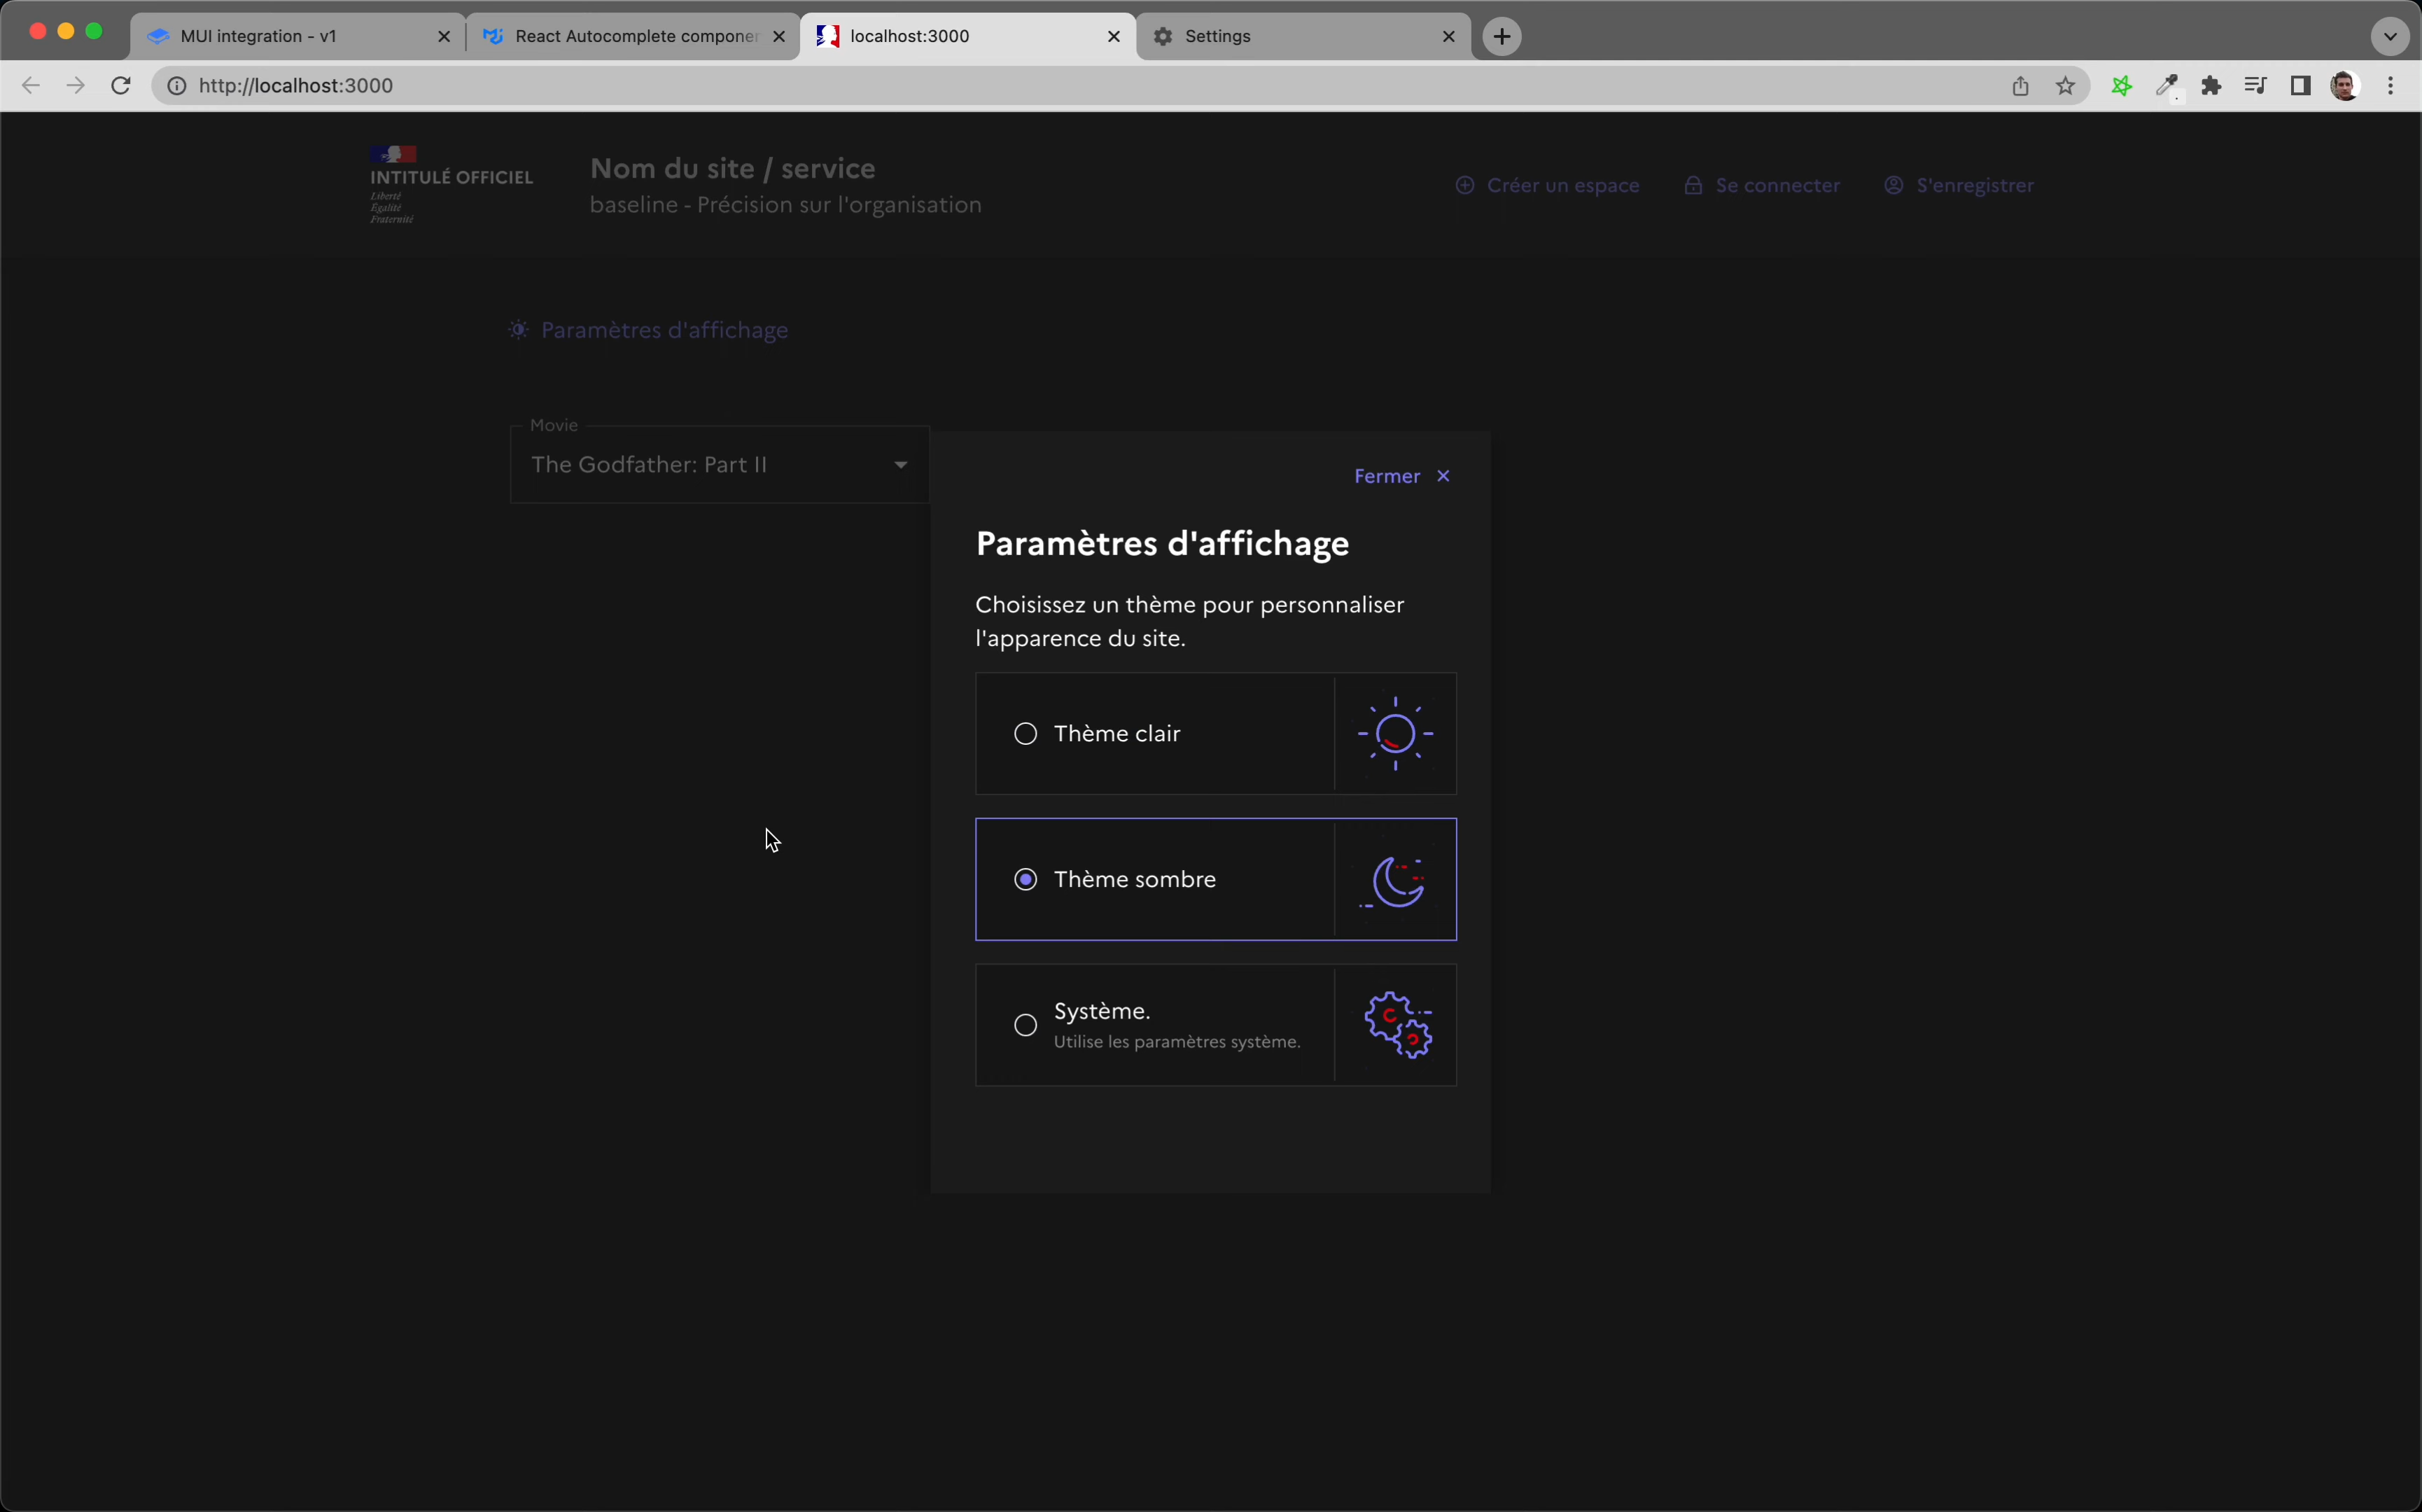 MUI integration - v1
React Autocomplete componen
localhost:3000
Settings
http://localhost:3000
INTITULÉ OFFICIEL
Liberté
Égalité
Fraternité
Nom du site / service
baseline - Précision sur l'organisation
Créer un espace
Se connecter
S'enregistrer
Paramètres d'affichage
Movie
The Godfather: Part II
Fermer
Paramètres d'affichage
Choisissez un thème pour personnaliser
l'apparence du site.
Thème clair
Thème sombre
Système.
Utilise les paramètres système.